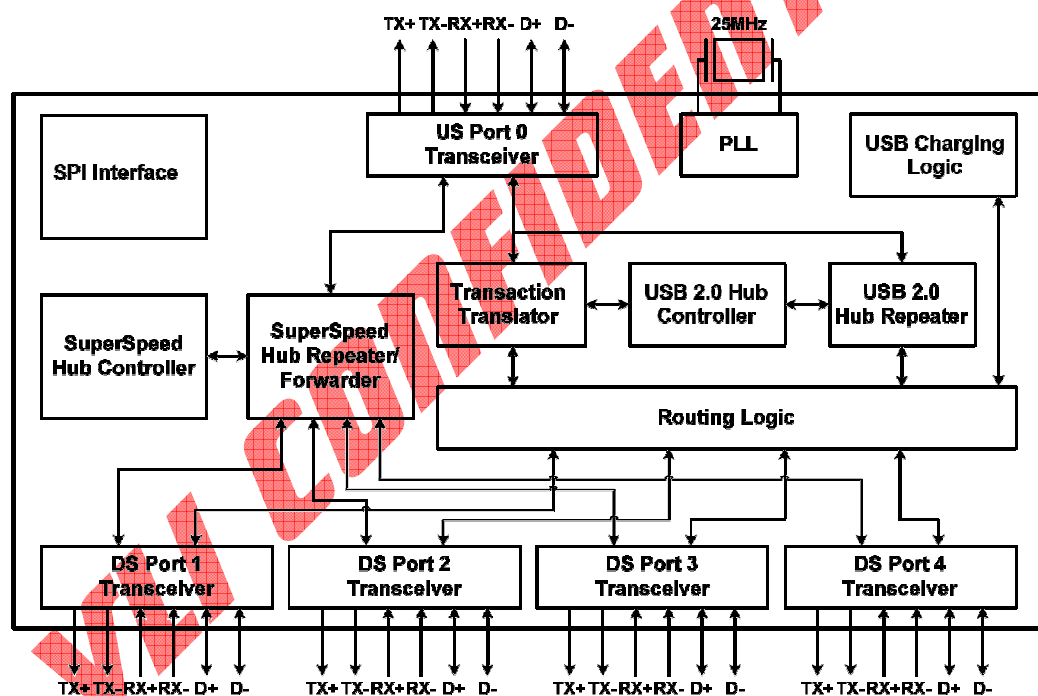 TX+ TX-RX+RX- D+ D-
25MHz
US Port 0
Transceiver
PLL
USB Charging
Logic
SPI Interface
Transaction
Translator
USB 2.0 Hub
Controller
USB 2.0
Hub Repeater
SuperSpeed
Hub Controller
SuperSpeed
Hub Repeater/
Forwarder
Routing Logic
DS Port 1
Transceiver
DS Port 2
Transceiver
DS Port 3
Transceiver
DS Port 4
Transceiver
TX+ TX-RX+RX- D+ D-
TX+ TX-RX+RX- D+ D-
TX+ TX-RX+RX- D+ D-
TX+ TX-RX+RX- D+ D-
VLI CONFIDENT